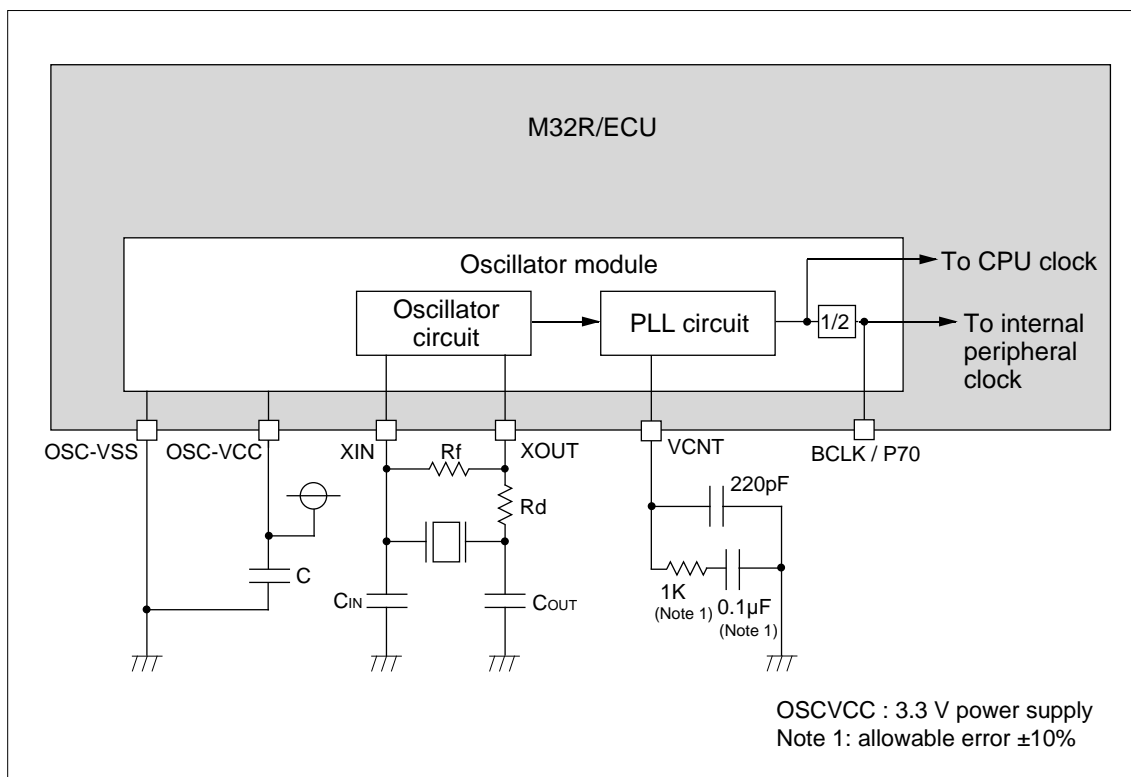 M32R/ECU
Oscillator module
To CPU clock
Oscillator
circuit
PLL circuit
1/2
To internal
peripheral
clock
OSC-VSS
OSC-VCC
XIN
Rf
XOUT
VCNT
BCLK / P70
220pF
Rd
C
1K
(Note 1)
0.1µF
(Note 1)
CIN
COUT
OSCVCC : 3.3 V power supply
Note 1: allowable error ±10%